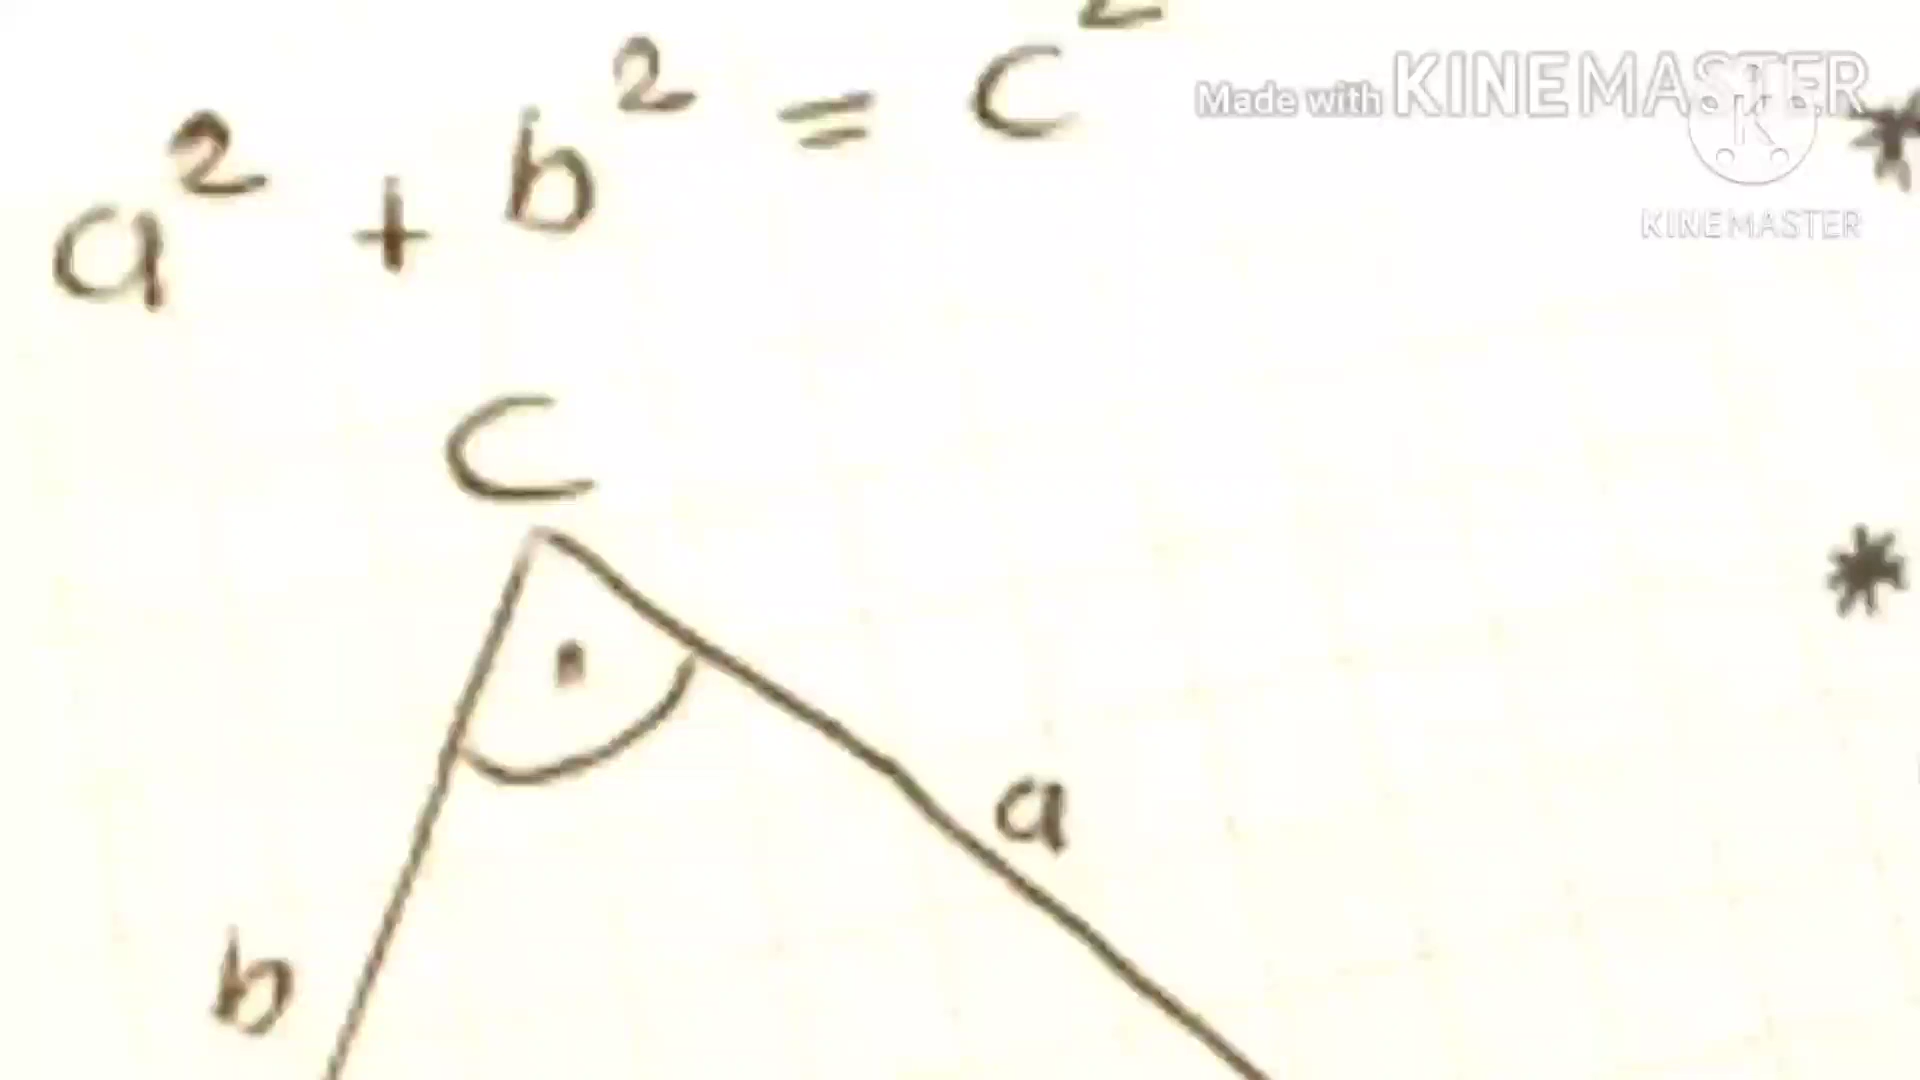 a² + b² = c²
Made with KINEMASTER
*
KINEMASTER
C
*
a
b